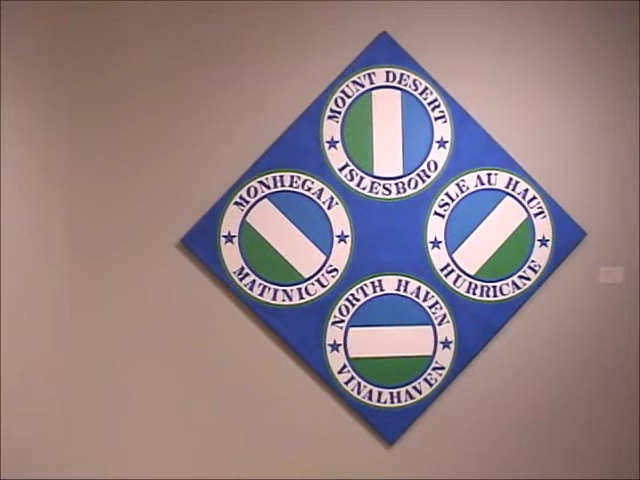 MOUNT DESERT
ISLESBORO
MONHEGAN
MATINICUS
ISLE AU HAUT
HURRICANE
NORTH HAVEN
VINALHAVEN